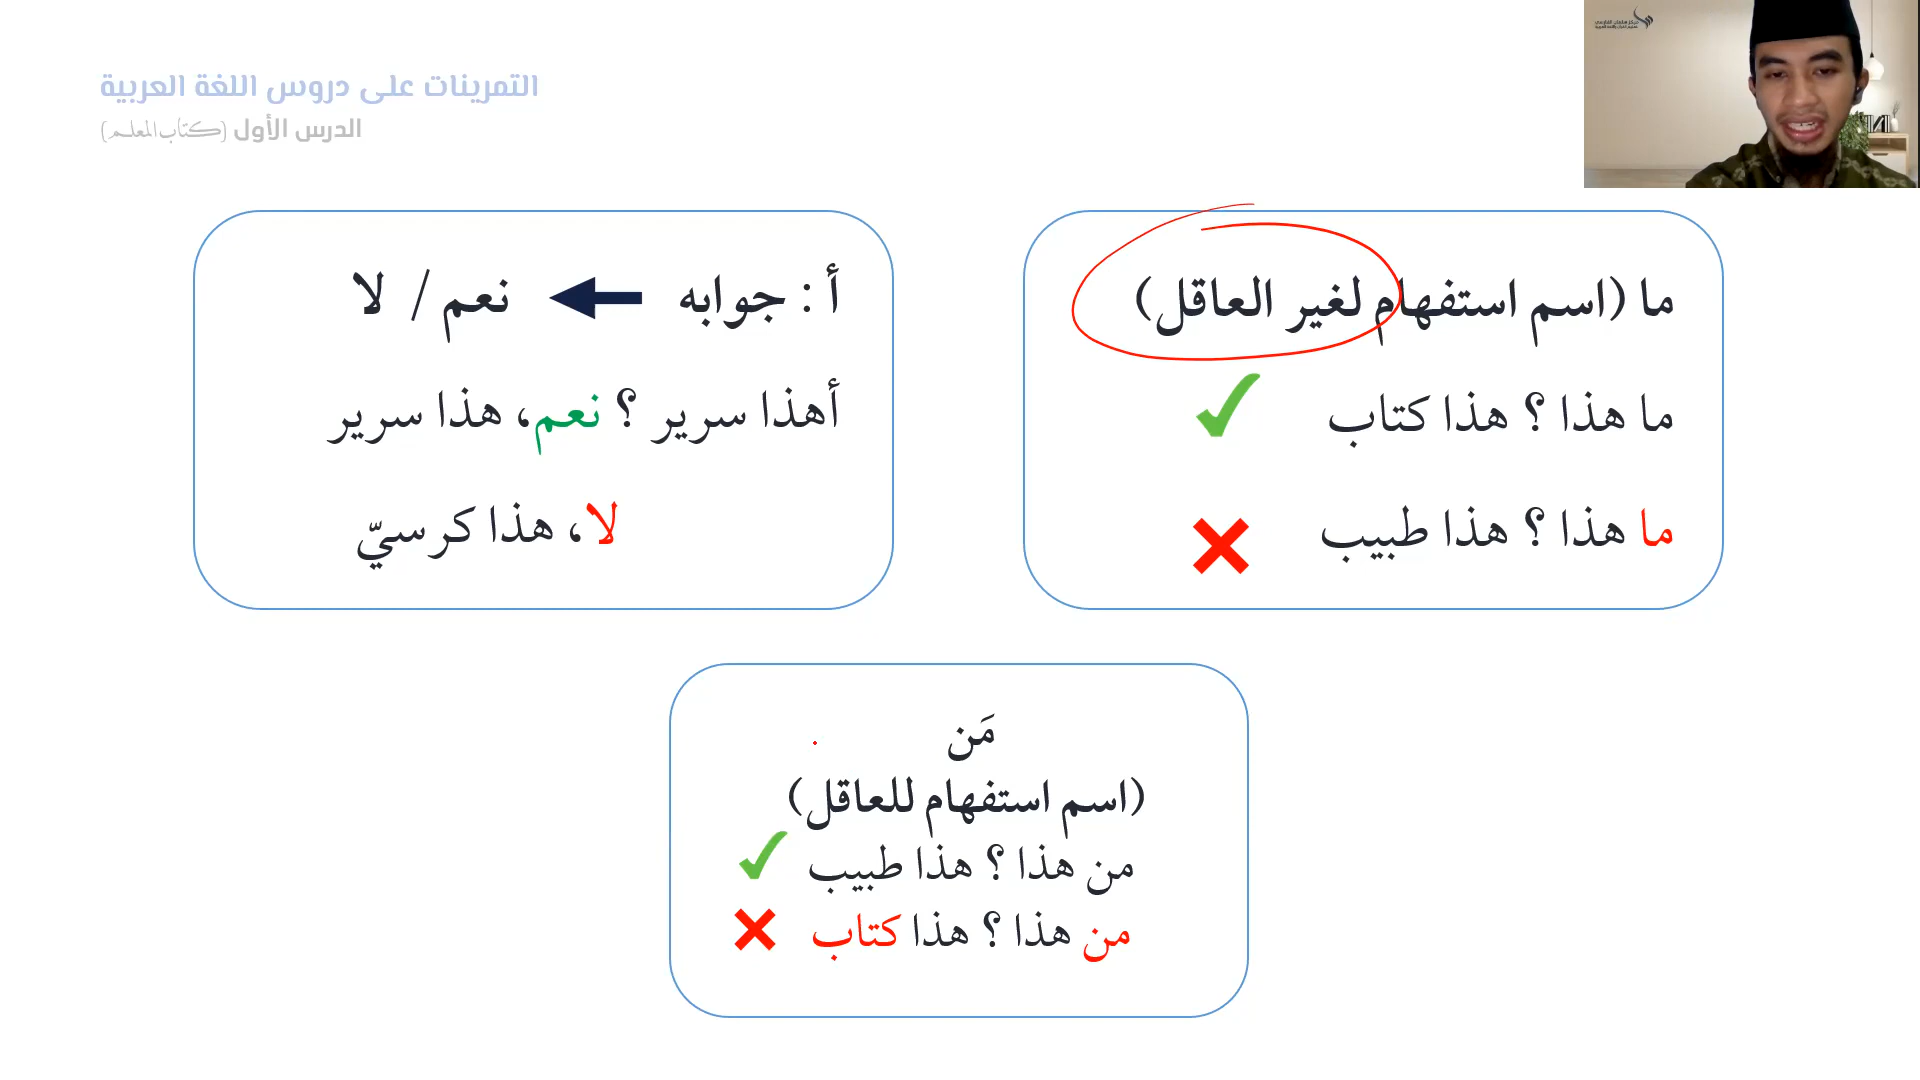 التمرينات على دروس اللغة العربية
الدرس الأول (كتاب المعلم)
ما (اسم استفهام لغير العاقل)
ما هذا ؟ هذا كتاب
ما هذا ؟ هذا طبيب
أ : جوابه نعم / لا
أهذا سرير ؟ نعم، هذا سرير
لا، هذا كرسيّ
مَن
(اسم استفهام للعاقل)
من هذا ؟ هذا طبيب
من هذا ؟ هذا كتاب